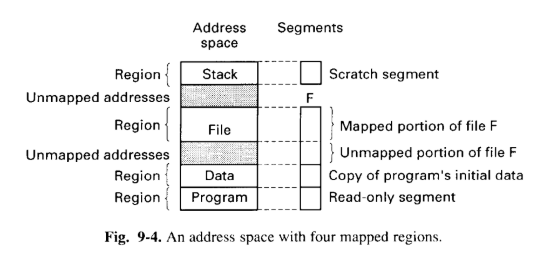 Address space Segments
Region Stack Scratch segment
Unmapped addresses F
Region File Mapped portion of file F
Unmapped addresses Unmapped portion of file F
Region Data Copy of program's initial data
Region Program Read-only segment
Fig. 9-4. An address space with four mapped regions.